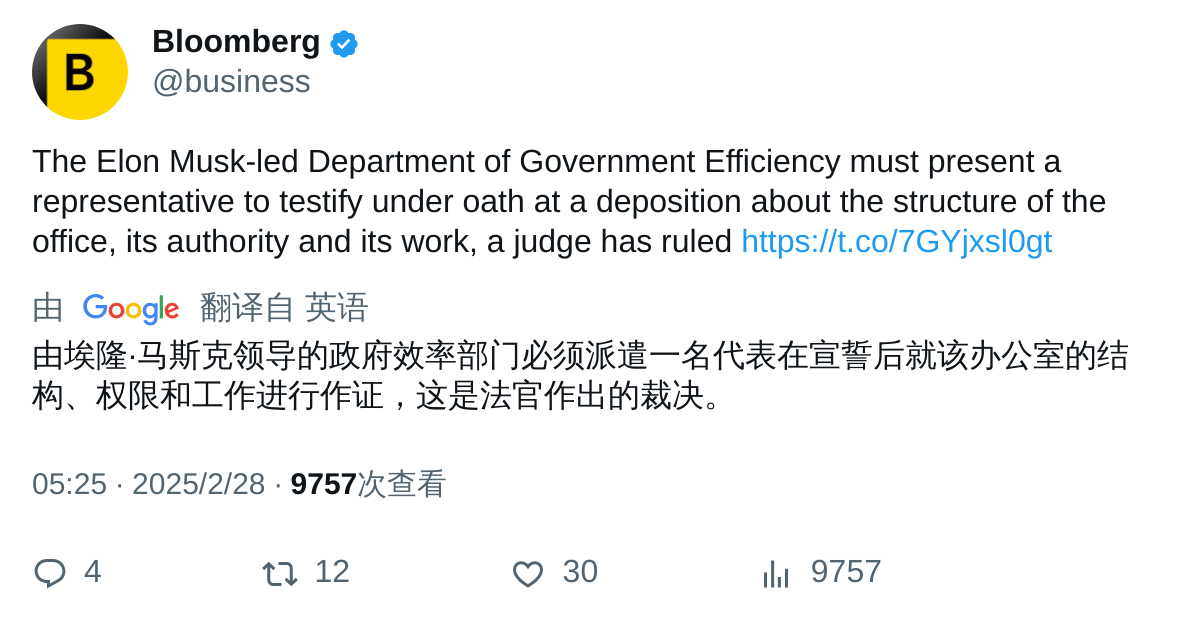 B
Bloomberg
@business
The Elon Musk-led Department of Government Efficiency must present a
representative to testify under oath at a deposition about the structure of the
office, its authority and its work, a judge has ruled https://t.co/7GYjxsl0gt
由 Google 翻译自 英语
由埃隆·马斯克领导的政府效率部门必须派遣一名代表在宣誓后就该办公室的结
构、权限和工作进行作证，这是法官作出的裁决。
05:25 · 2025/2/28 · 9757次查看
4 12 30 9757